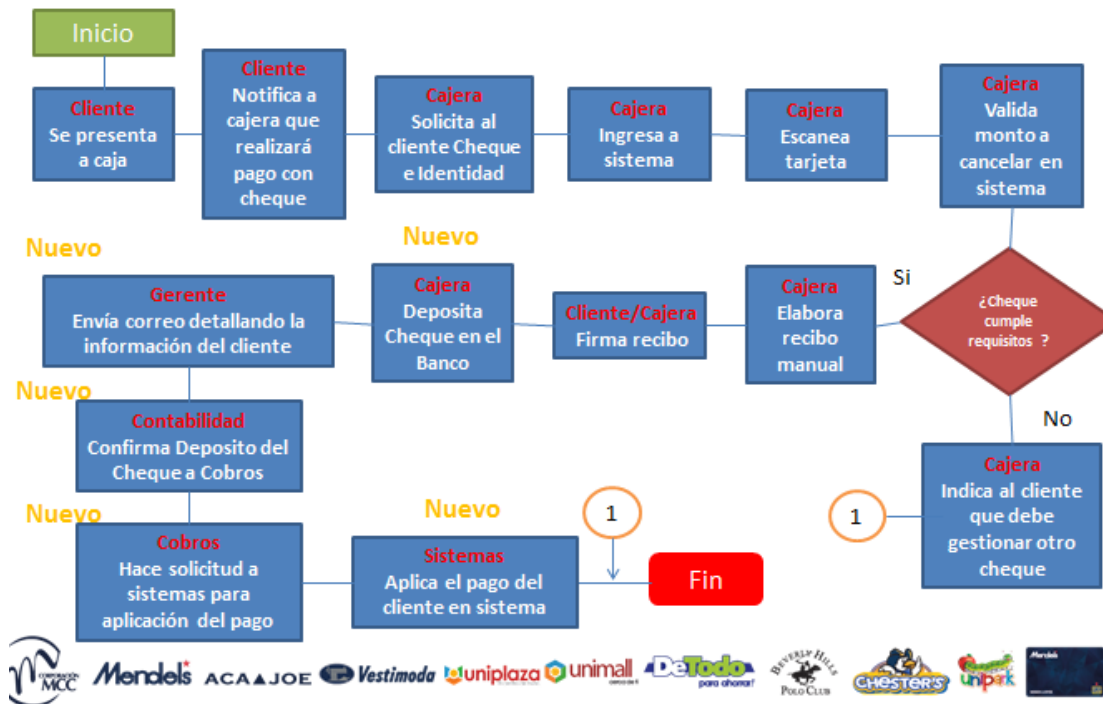 Inicio
Cliente
Se presenta
a caja
Cliente
Notifica a
cajera que
realizará
pago con
cheque
Cajera
Solicita al
cliente Cheque
e Identidad
Cajera
Ingresa a
sistema
Cajera
Escanea
tarjeta
Cajera
Valida
monto a
cancelar en
sistema
¿Cheque
cumple
requisitos ?
Si
Cajera
Elabora
recibo
manual
Cliente/Cajera
Firma recibo
Nuevo
Cajera
Deposita
Cheque en el
Banco
Nuevo
Gerente
Envía correo detallando la
información del cliente
Nuevo
Contabilidad
Confirma Deposito del
Cheque a Cobros
Nuevo
Cobros
Hace solicitud a
sistemas para
aplicación del pago
Nuevo
Sistemas
Aplica el pago del
cliente en sistema
1
Fin
No
Cajera
Indica al cliente
que debe
gestionar otro
cheque
1
CORPORACIÓN
MCC
Mendels
ACA JOE
Vestimoda
uniplaza
unimall
DeTodo
para ahorrar!
BEVERLY HILLS
POLO CLUB
CHESTER'S
unipark
Mendels